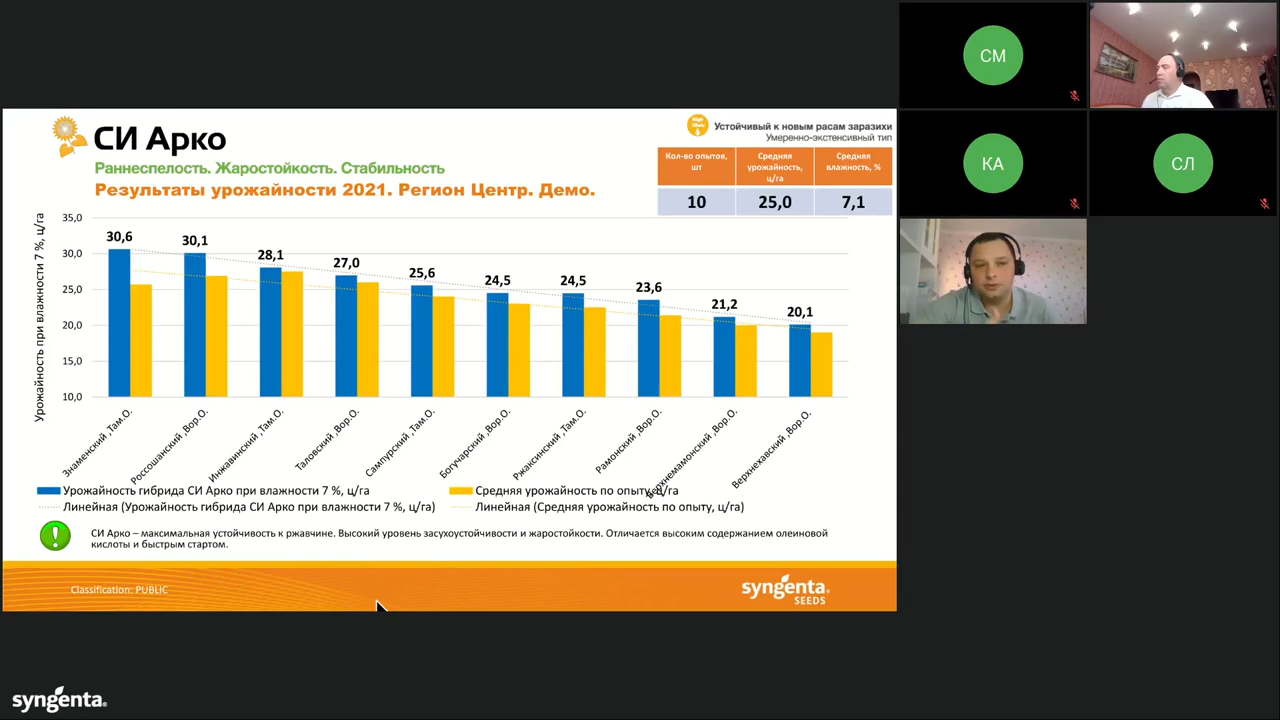 СИ Арко
Раннеспелость. Жаростойкость. Стабильность
Результаты урожайности 2021. Регион Центр. Демо.
Устойчивый к новым расам заразихи
Умеренно-экстенсивный тип
Кол-во опытов, шт
Средняя урожайность, ц/га
Средняя влажность, %
10
25,0
7,1
Урожайность при влажности 7 %, ц/га
35,0
30,0
25,0
20,0
15,0
10,0
30,6
30,1
28,1
27,0
25,6
24,5
24,5
23,6
21,2
20,1
Знаменский ,Там.О.
Россошанский ,Вор.О.
Инжавинский ,Там.О.
Таловский ,Вор.О.
Сампурский ,Там.О.
Богучарский ,Вор.О.
Ржаксинский ,Там.О.
Рамонский ,Вор.О.
Верхнемамонский ,Вор.О.
Верхнехавский ,Вор.О.
Урожайность гибрида СИ Арко при влажности 7 %, ц/га
Средняя урожайность по опыту, ц/га
Линейная (Урожайность гибрида СИ Арко при влажности 7 %, ц/га)
Линейная (Средняя урожайность по опыту, ц/га)
СИ Арко – максимальная устойчивость к ржавчине. Высокий уровень засухоустойчивости и жаростойкости. Отличается высоким содержанием олеиновой
кислоты и быстрым стартом.
Classification: PUBLIC
syngenta
SEEDS
СМ
КА
СЛ
syngenta